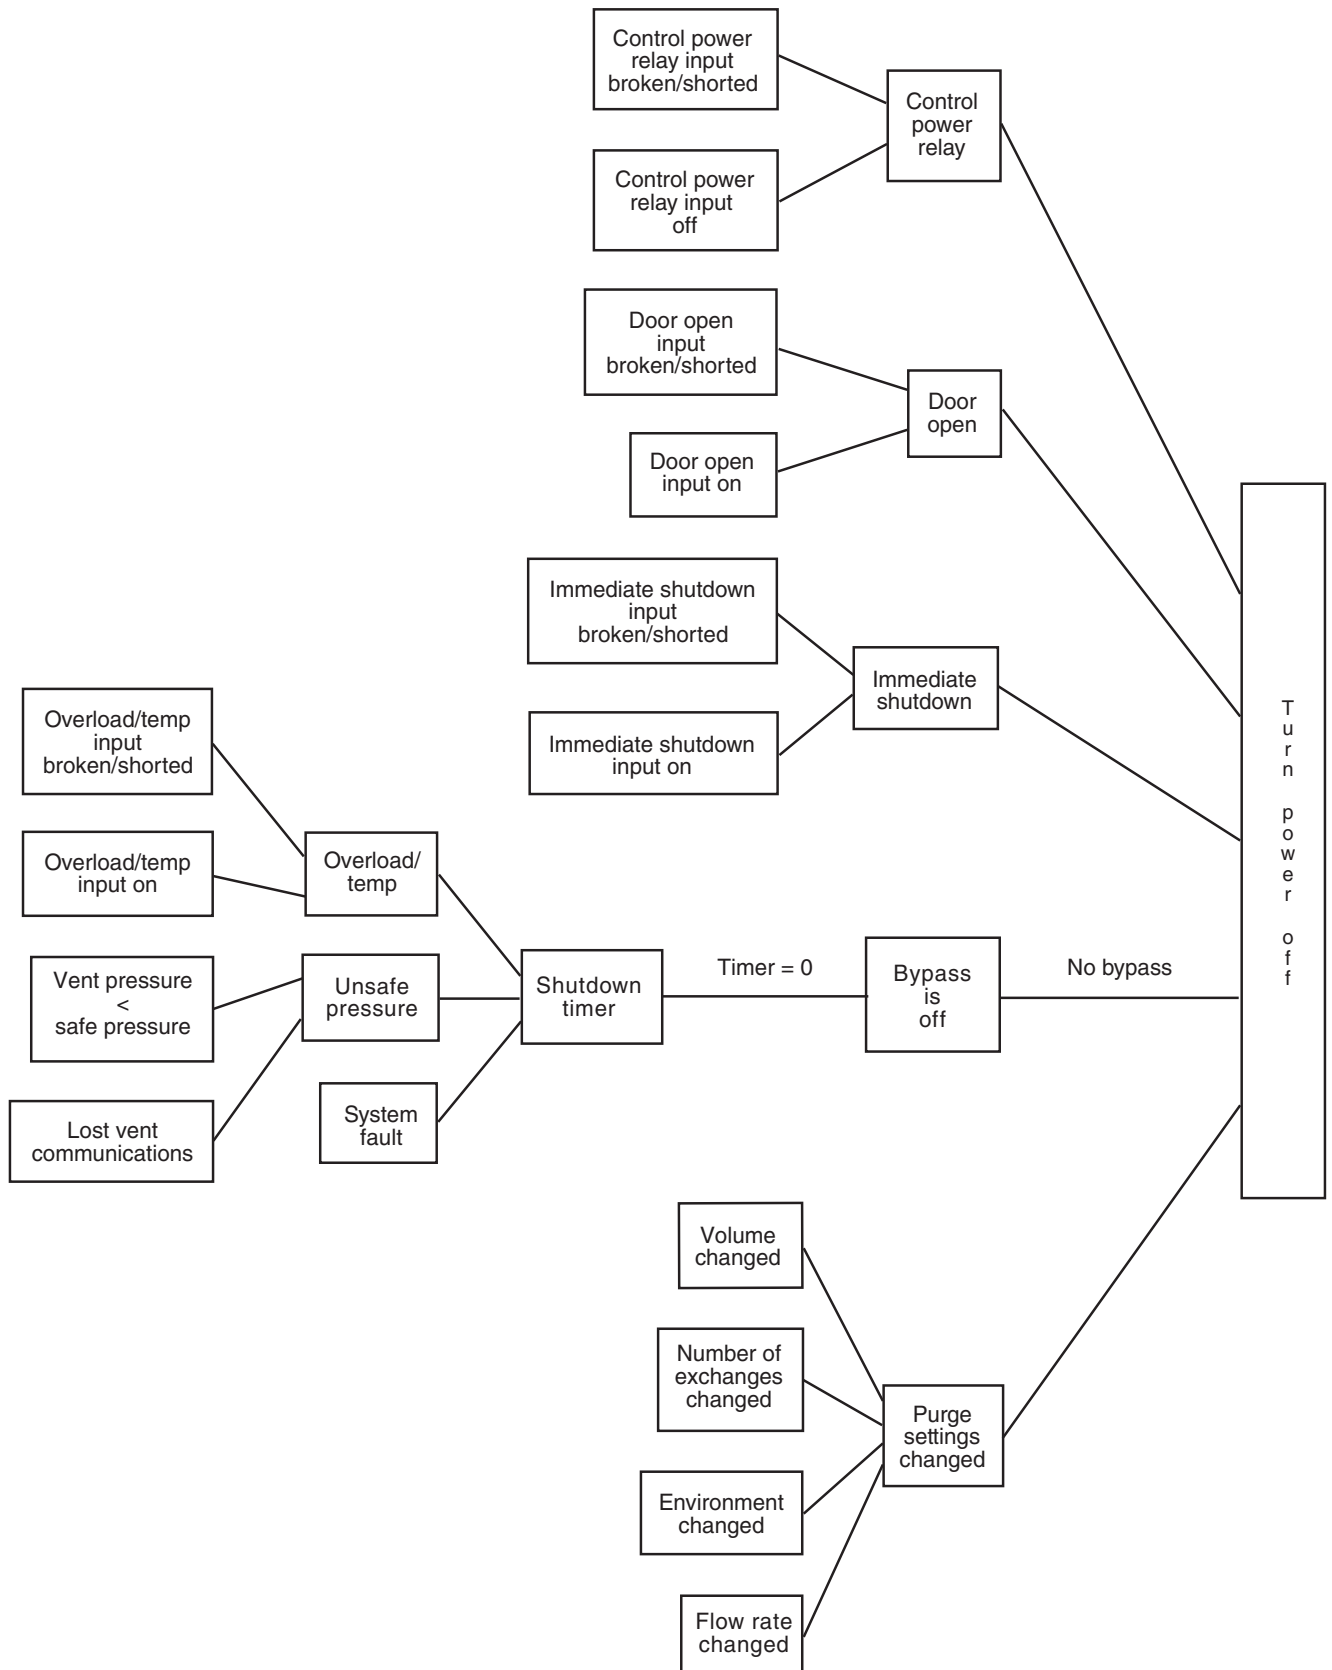 Control power
relay input
broken/shorted
Control
power
relay
Control power
relay input
off
Door open
input
broken/shorted
Door
open
Door open
input on
Immediate shutdown
input
broken/shorted
Immediate
shutdown
Immediate shutdown
input on
Turn power off
Overload/temp
input
broken/shorted
Overload/temp
input on
Overload/
temp
Vent pressure
<
safe pressure
Unsafe
pressure
Lost vent
communications
System
fault
Shutdown
timer
Timer = 0
Bypass
is
off
No bypass
Volume
changed
Number of
exchanges
changed
Environment
changed
Flow rate
changed
Purge
settings
changed